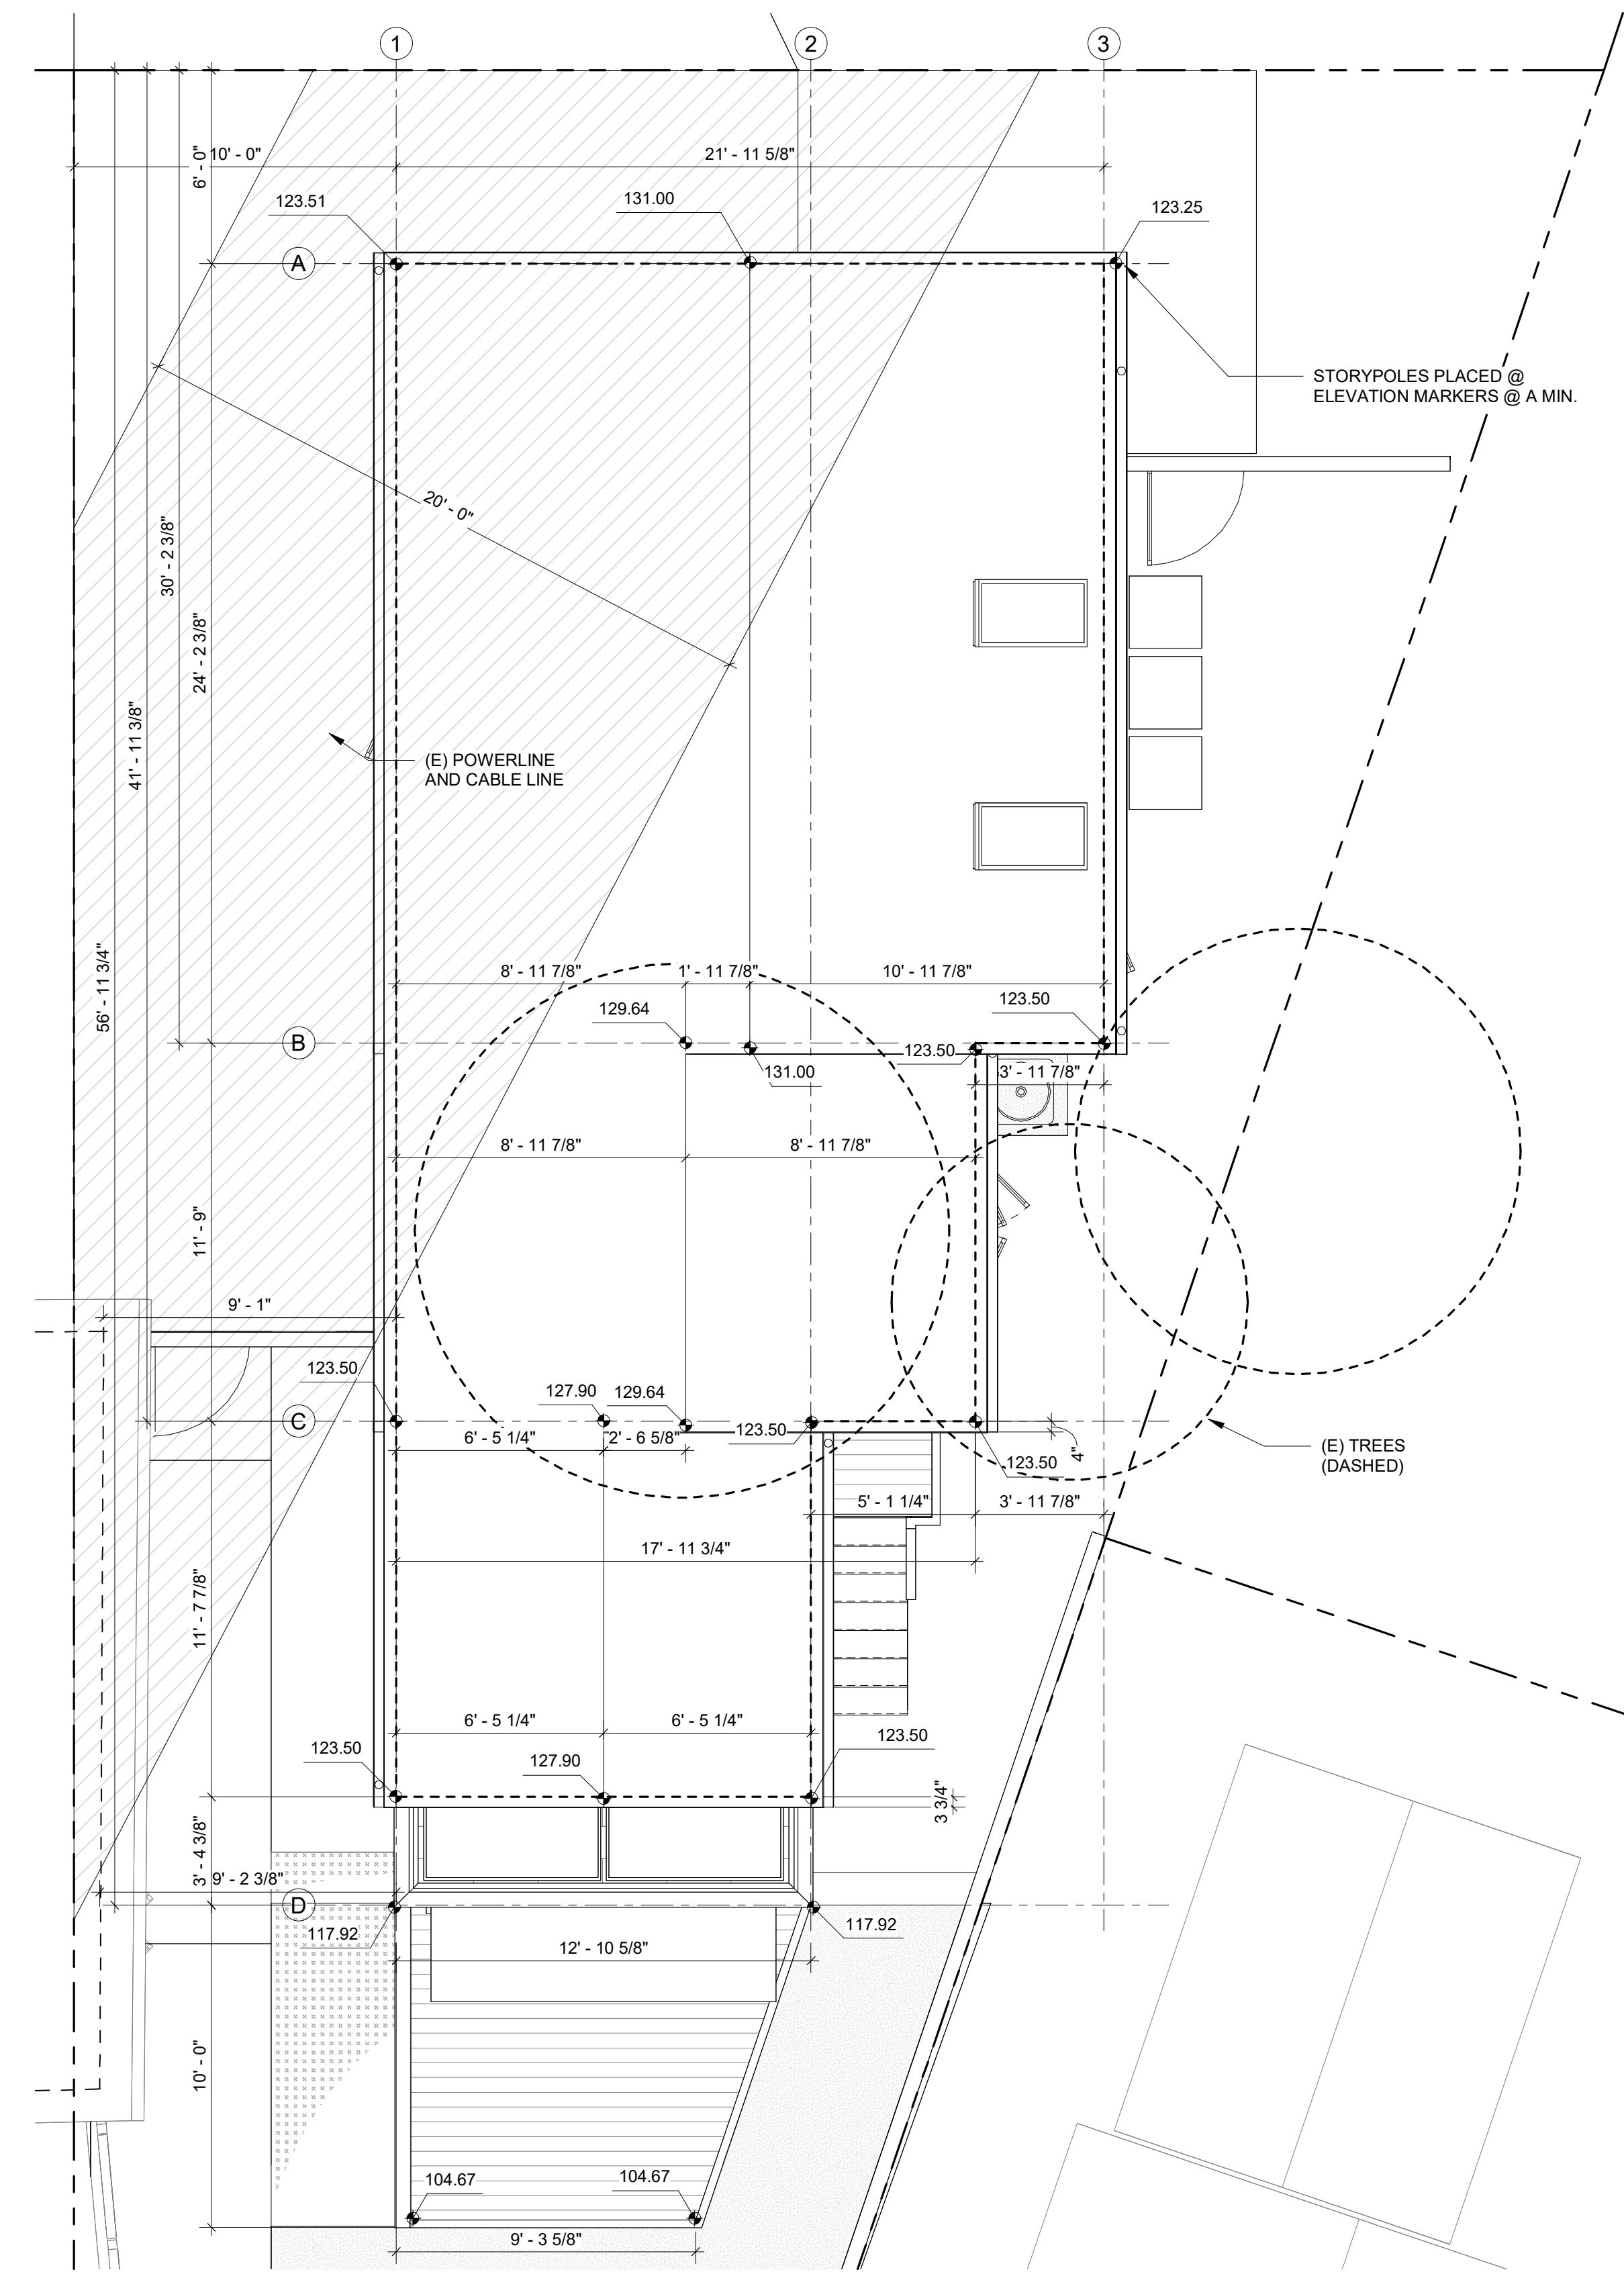 1
2
3
10' - 0"
21' - 11 5/8"
6' - 0"
123.51
131.00
123.25
A
STORYPOLES PLACED @
ELEVATION MARKERS @ A MIN.
20' - 0"
30' - 2 3/8"
24' - 2 3/8"
41' - 11 3/8"
(E) POWERLINE
AND CABLE LINE
56' - 11 3/4"
8' - 11 7/8"
1' - 11 7/8"
10' - 11 7/8"
129.64
123.50
B
123.50
131.00
3' - 11 7/8"
8' - 11 7/8"
8' - 11 7/8"
11' - 9"
9' - 1"
123.50
127.90
129.64
C
123.50
6' - 5 1/4"
2' - 6 5/8"
4"
(E) TREES
(DASHED)
123.50
5' - 1 1/4"
3' - 11 7/8"
17' - 11 3/4"
11' - 7 7/8"
6' - 5 1/4"
6' - 5 1/4"
123.50
123.50
127.90
3 3/4"
3' - 4 3/8"
9' - 2 3/8"
D
117.92
117.92
12' - 10 5/8"
10' - 0"
104.67
104.67
9' - 3 5/8"